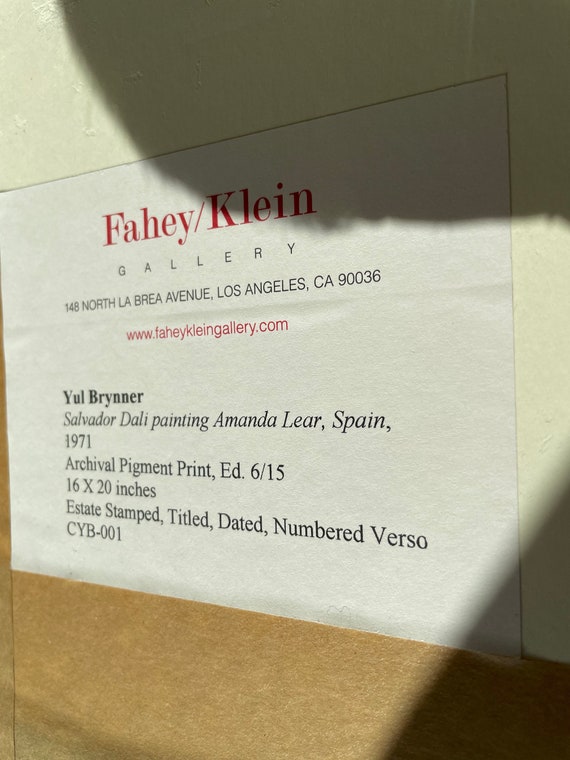 Fahey/Klein
GALLERY
148 NORTH LA BREA AVENUE, LOS ANGELES, CA 90036
www.faheykleingallery.com
Yul Brynner
Salvador Dali painting Amanda Lear, Spain,
1971
Archival Pigment Print, Ed. 6/15
16 X 20 inches
Estate Stamped, Titled, Dated, Numbered Verso
CYB-001